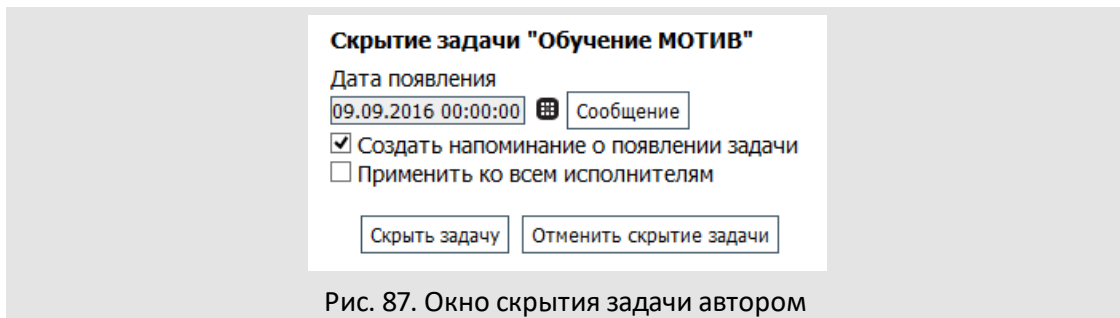 Скрытие задачи "Обучение МОТИВ"
Дата появления
09.09.2016 00:00:00 Сообщение
Создать напоминание о появлении задачи
Применить ко всем исполнителям
Скрыть задачу Отменить скрытие задачи
Рис. 87. Окно скрытия задачи автором